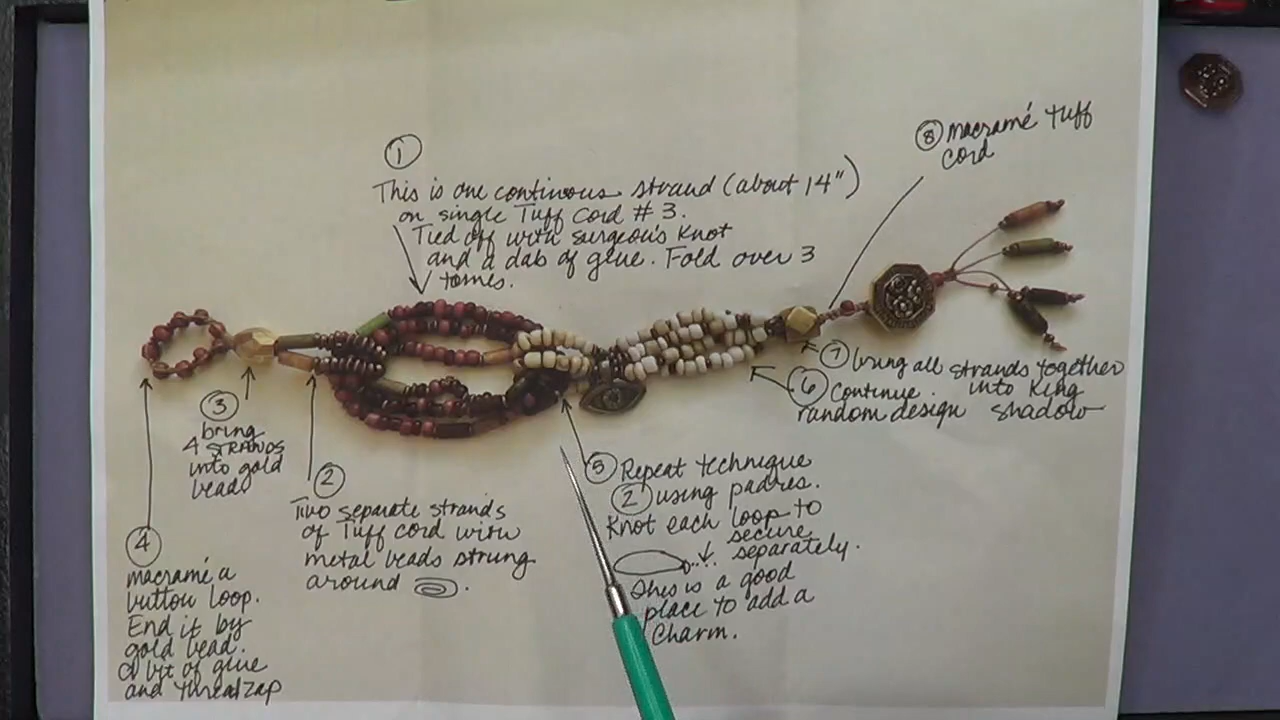 ①
This is one continous strand (about 14")
on single Tuff Cord #3.
Tied off with surgeons knot
and a dab of glue. Fold over 3
tomes.
⑧ macramé tuff
cord
③
bring
4 STRANDS
into gold
bead
②
Two separate strands
of Tuff cord with
metal beads strung
around .
④
macramé a
button loop.
End it by
gold bead.
a bit of glue
and threadzap
⑤ Repeat technique
② using padres.
Knot each loop to
secure
separately.
This is a good
place to add a
Charm.
⑦ bring all strands together
into King
shadow
⑥ Continue
random design